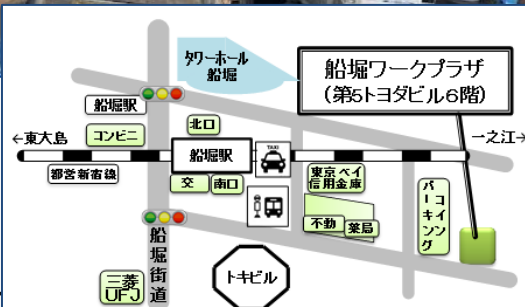 タワーホール
船堀
船堀ワークプラザ
(第5トヨダビル6階)
船堀駅
北口
←東大島
コンビニ
船堀駅
TAXI
一之江→
都営新宿線
交
南口
東京ベイ
信用金庫
不動
薬局
コインパーキング
船堀街道
三菱
UFJ
トキビル